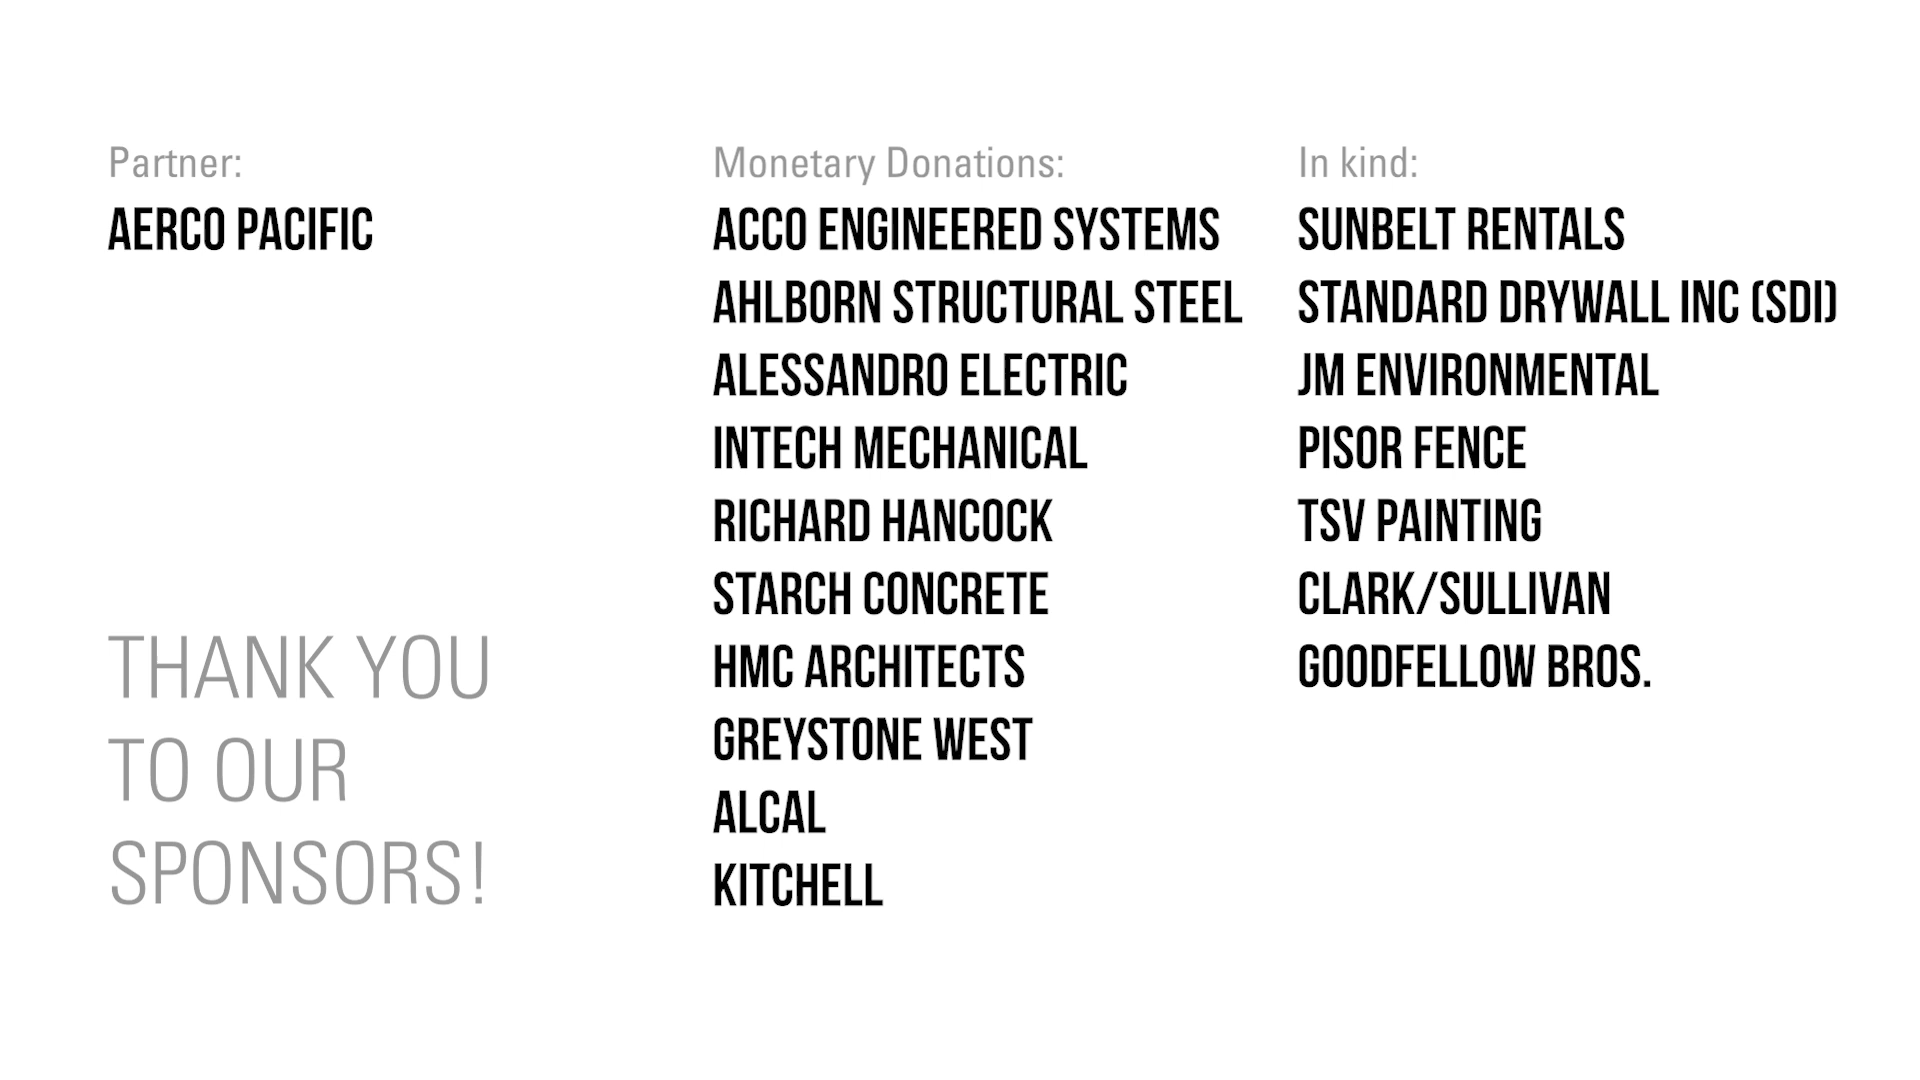 Partner:
AERCO PACIFIC
THANK YOU
TO OUR
SPONSORS!
Monetary Donations:
ACCO ENGINEERED SYSTEMS
AHLBORN STRUCTURAL STEEL
ALESSANDRO ELECTRIC
INTECH MECHANICAL
RICHARD HANCOCK
STARCH CONCRETE
HMC ARCHITECTS
GREYSTONE WEST
ALCAL
KITCHELL
In kind:
SUNBELT RENTALS
STANDARD DRYWALL INC (SDI)
JM ENVIRONMENTAL
PISOR FENCE
TSV PAINTING
CLARK/SULLIVAN
GOODFELLOW BROS.